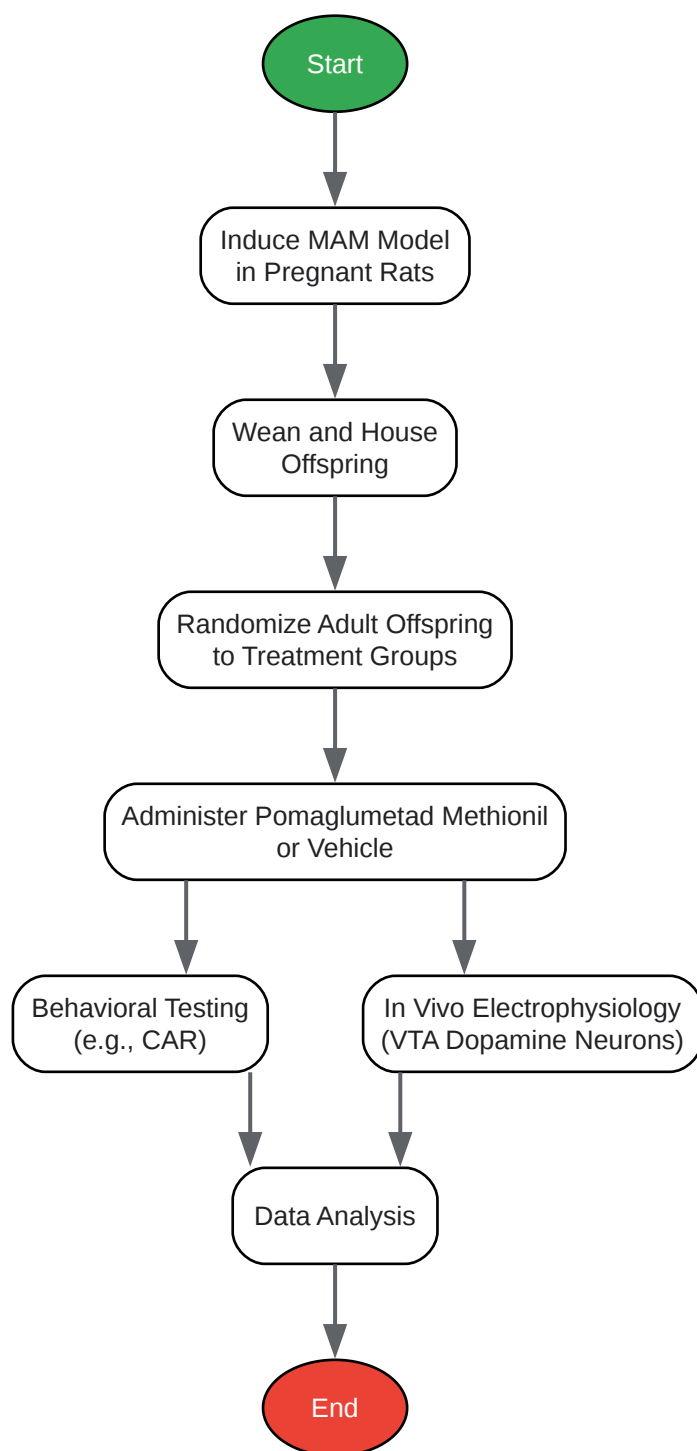 Start
Induce MAM Model
in Pregnant Rats
Wean and House
Offspring
Randomize Adult Offspring
to Treatment Groups
Administer Pomaglumetad Methionil
or Vehicle
Behavioral Testing
(e.g., CAR)
In Vivo Electrophysiology
(VTA Dopamine Neurons)
Data Analysis
End